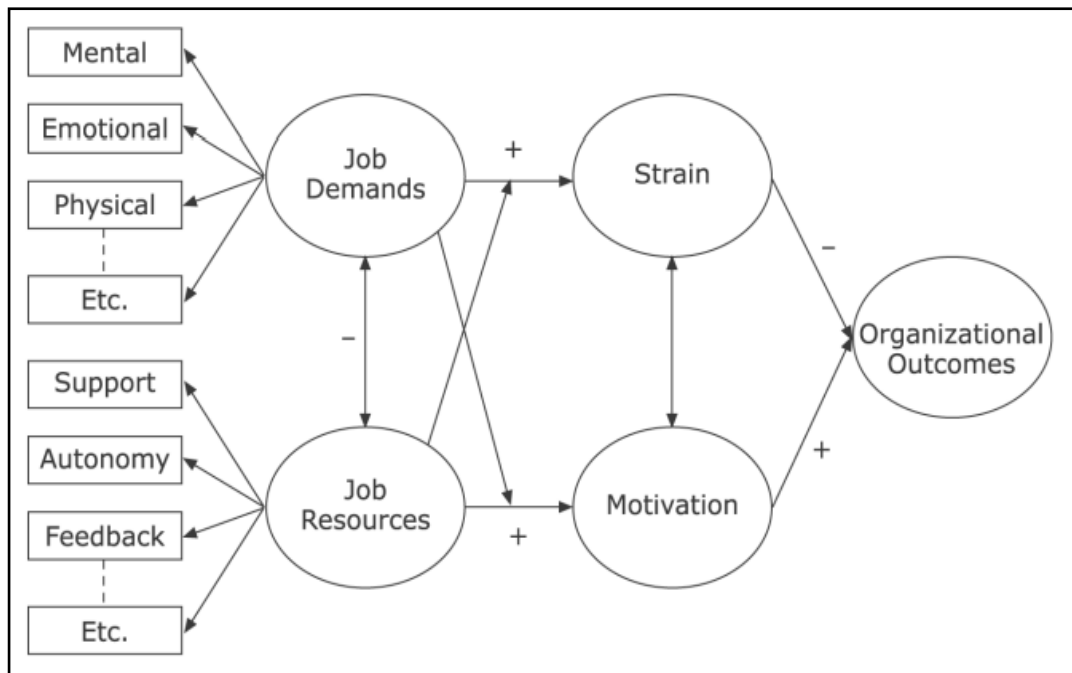 Mental
Emotional
Physical
Etc.
Support
Autonomy
Feedback
Etc.
Job
Demands
Job
Resources
+
–
+
Strain
Motivation
–
+
Organizational
Outcomes